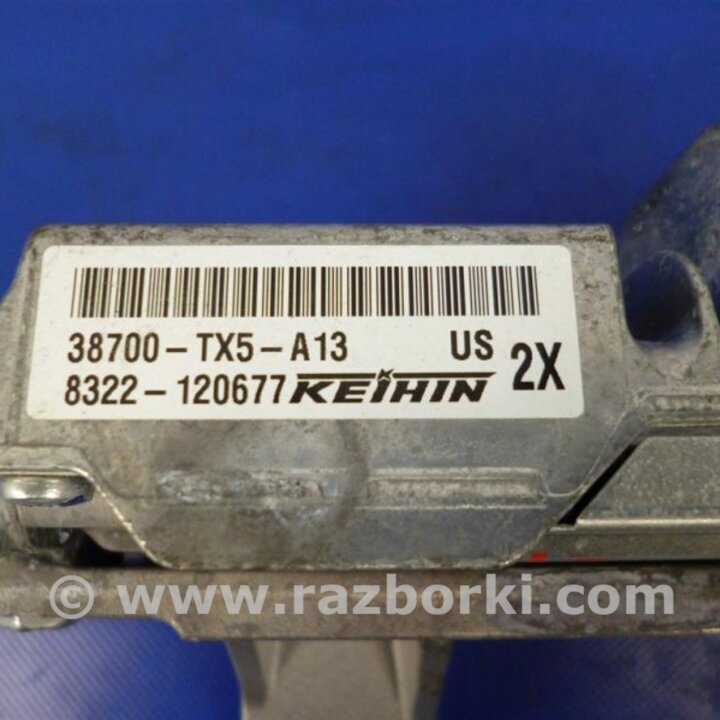 38700-TX5-A13 US 2X
8322-120677 KEIHIN
© www.razborki.com